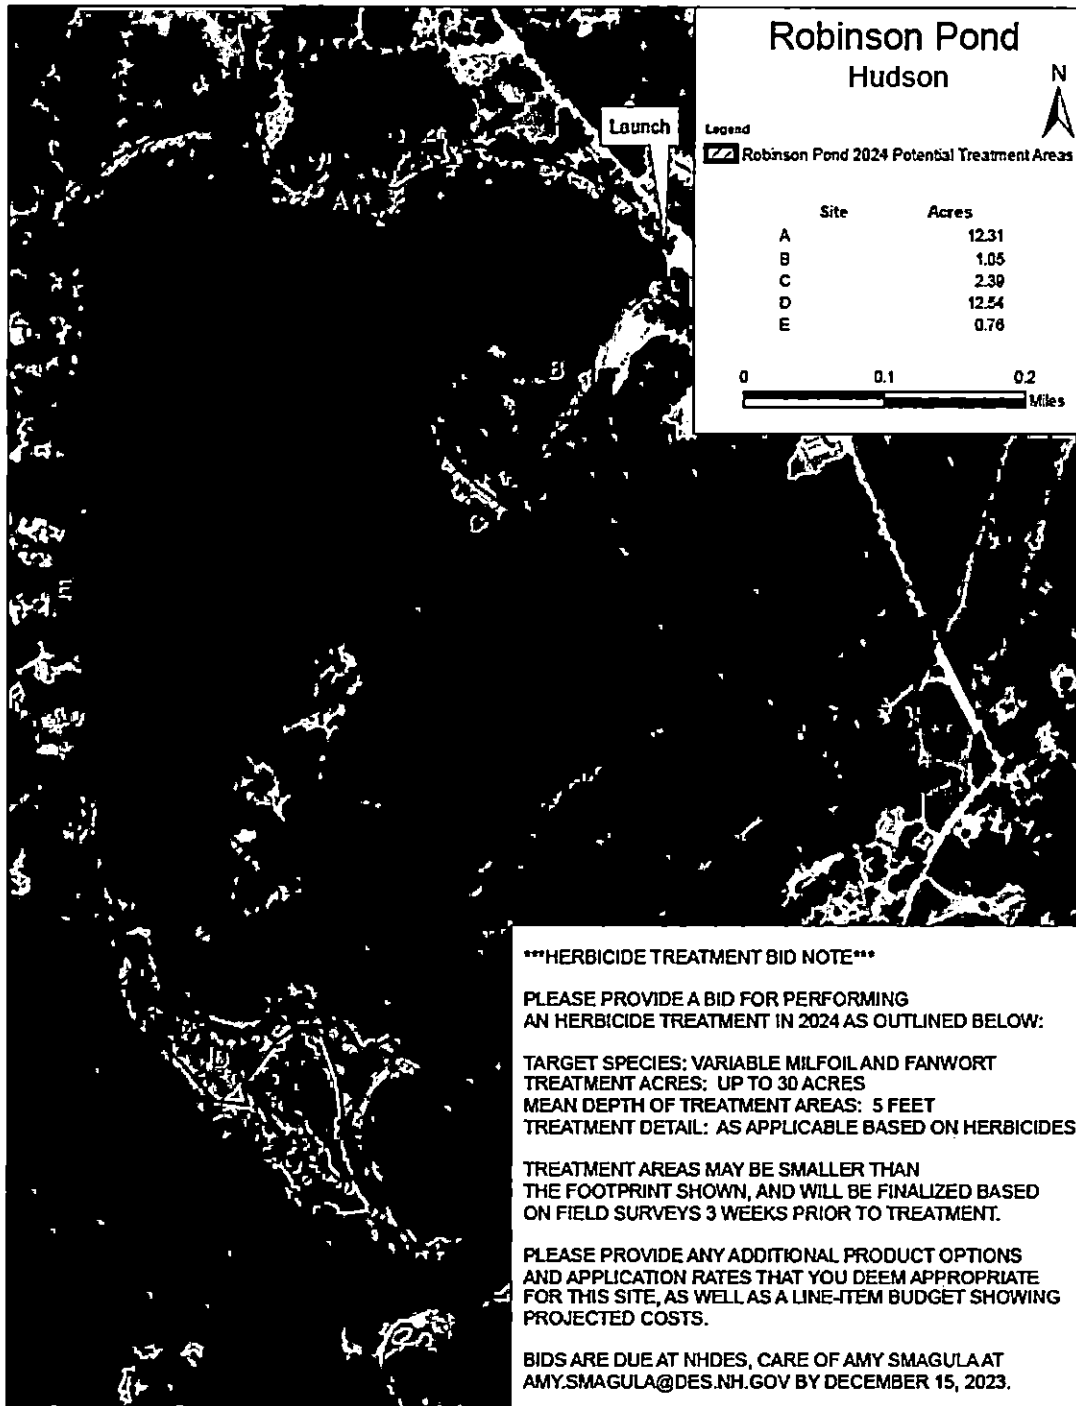 Robinson Pond
Hudson
N
Launch
Legend
Robinson Pond 2024 Potential Treatment Areas
Site Acres
A 12.31
B 1.05
C 2.39
D 12.54
E 0.76
0 0.1 0.2
Miles
A
B
C
E
D
***HERBICIDE TREATMENT BID NOTE***
PLEASE PROVIDE A BID FOR PERFORMING
AN HERBICIDE TREATMENT IN 2024 AS OUTLINED BELOW:
TARGET SPECIES: VARIABLE MILFOIL AND FANWORT
TREATMENT ACRES: UP TO 30 ACRES
MEAN DEPTH OF TREATMENT AREAS: 5 FEET
TREATMENT DETAIL: AS APPLICABLE BASED ON HERBICIDES
TREATMENT AREAS MAY BE SMALLER THAN
THE FOOTPRINT SHOWN, AND WILL BE FINALIZED BASED
ON FIELD SURVEYS 3 WEEKS PRIOR TO TREATMENT.
PLEASE PROVIDE ANY ADDITIONAL PRODUCT OPTIONS
AND APPLICATION RATES THAT YOU DEEM APPROPRIATE
FOR THIS SITE, AS WELL AS A LINE-ITEM BUDGET SHOWING
PROJECTED COSTS.
BIDS ARE DUE AT NHDES, CARE OF AMY SMAGULA AT
AMY.SMAGULA@DES.NH.GOV BY DECEMBER 15, 2023.